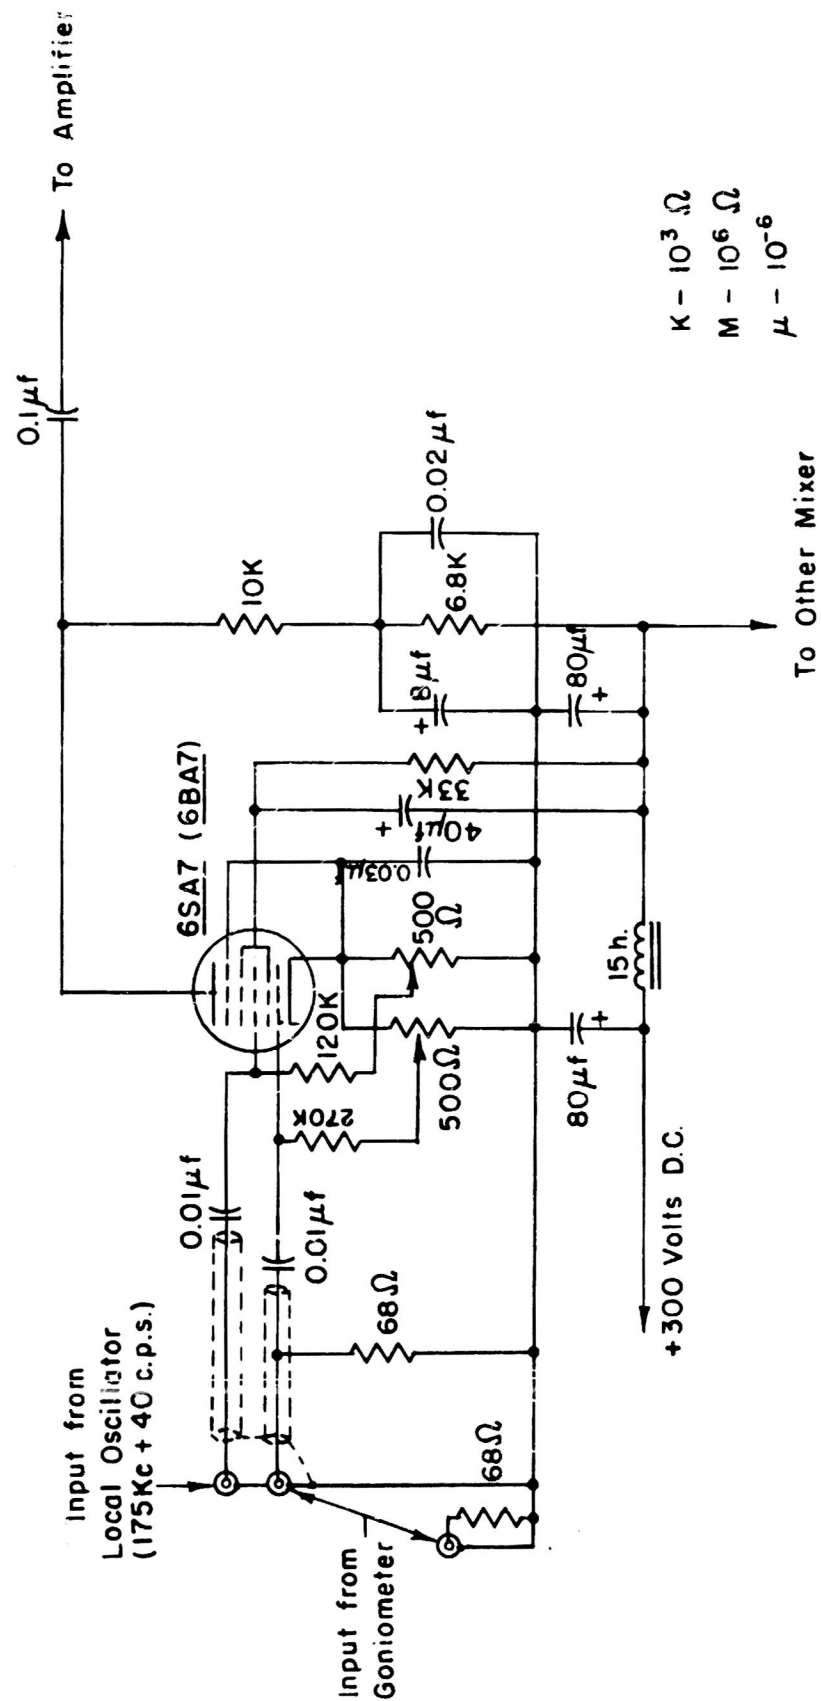 To Amplifier
0.1μf
10K
0.02μf
6.8K
8μf
+
80μf
+
To Other Mixer
K – 10³ Ω
M – 10⁶ Ω
μ – 10⁻⁶
6SA7 (6BA7)
33K
+
40μf
0.03μf
500
Ω
120K
500Ω
270K
15h.
80μf
+
+300 Volts D.C.
0.01μf
0.01μf
68Ω
68Ω
Input from
Local Oscillator
(175Kc + 40 c.p.s.)
Input from
Goniometer